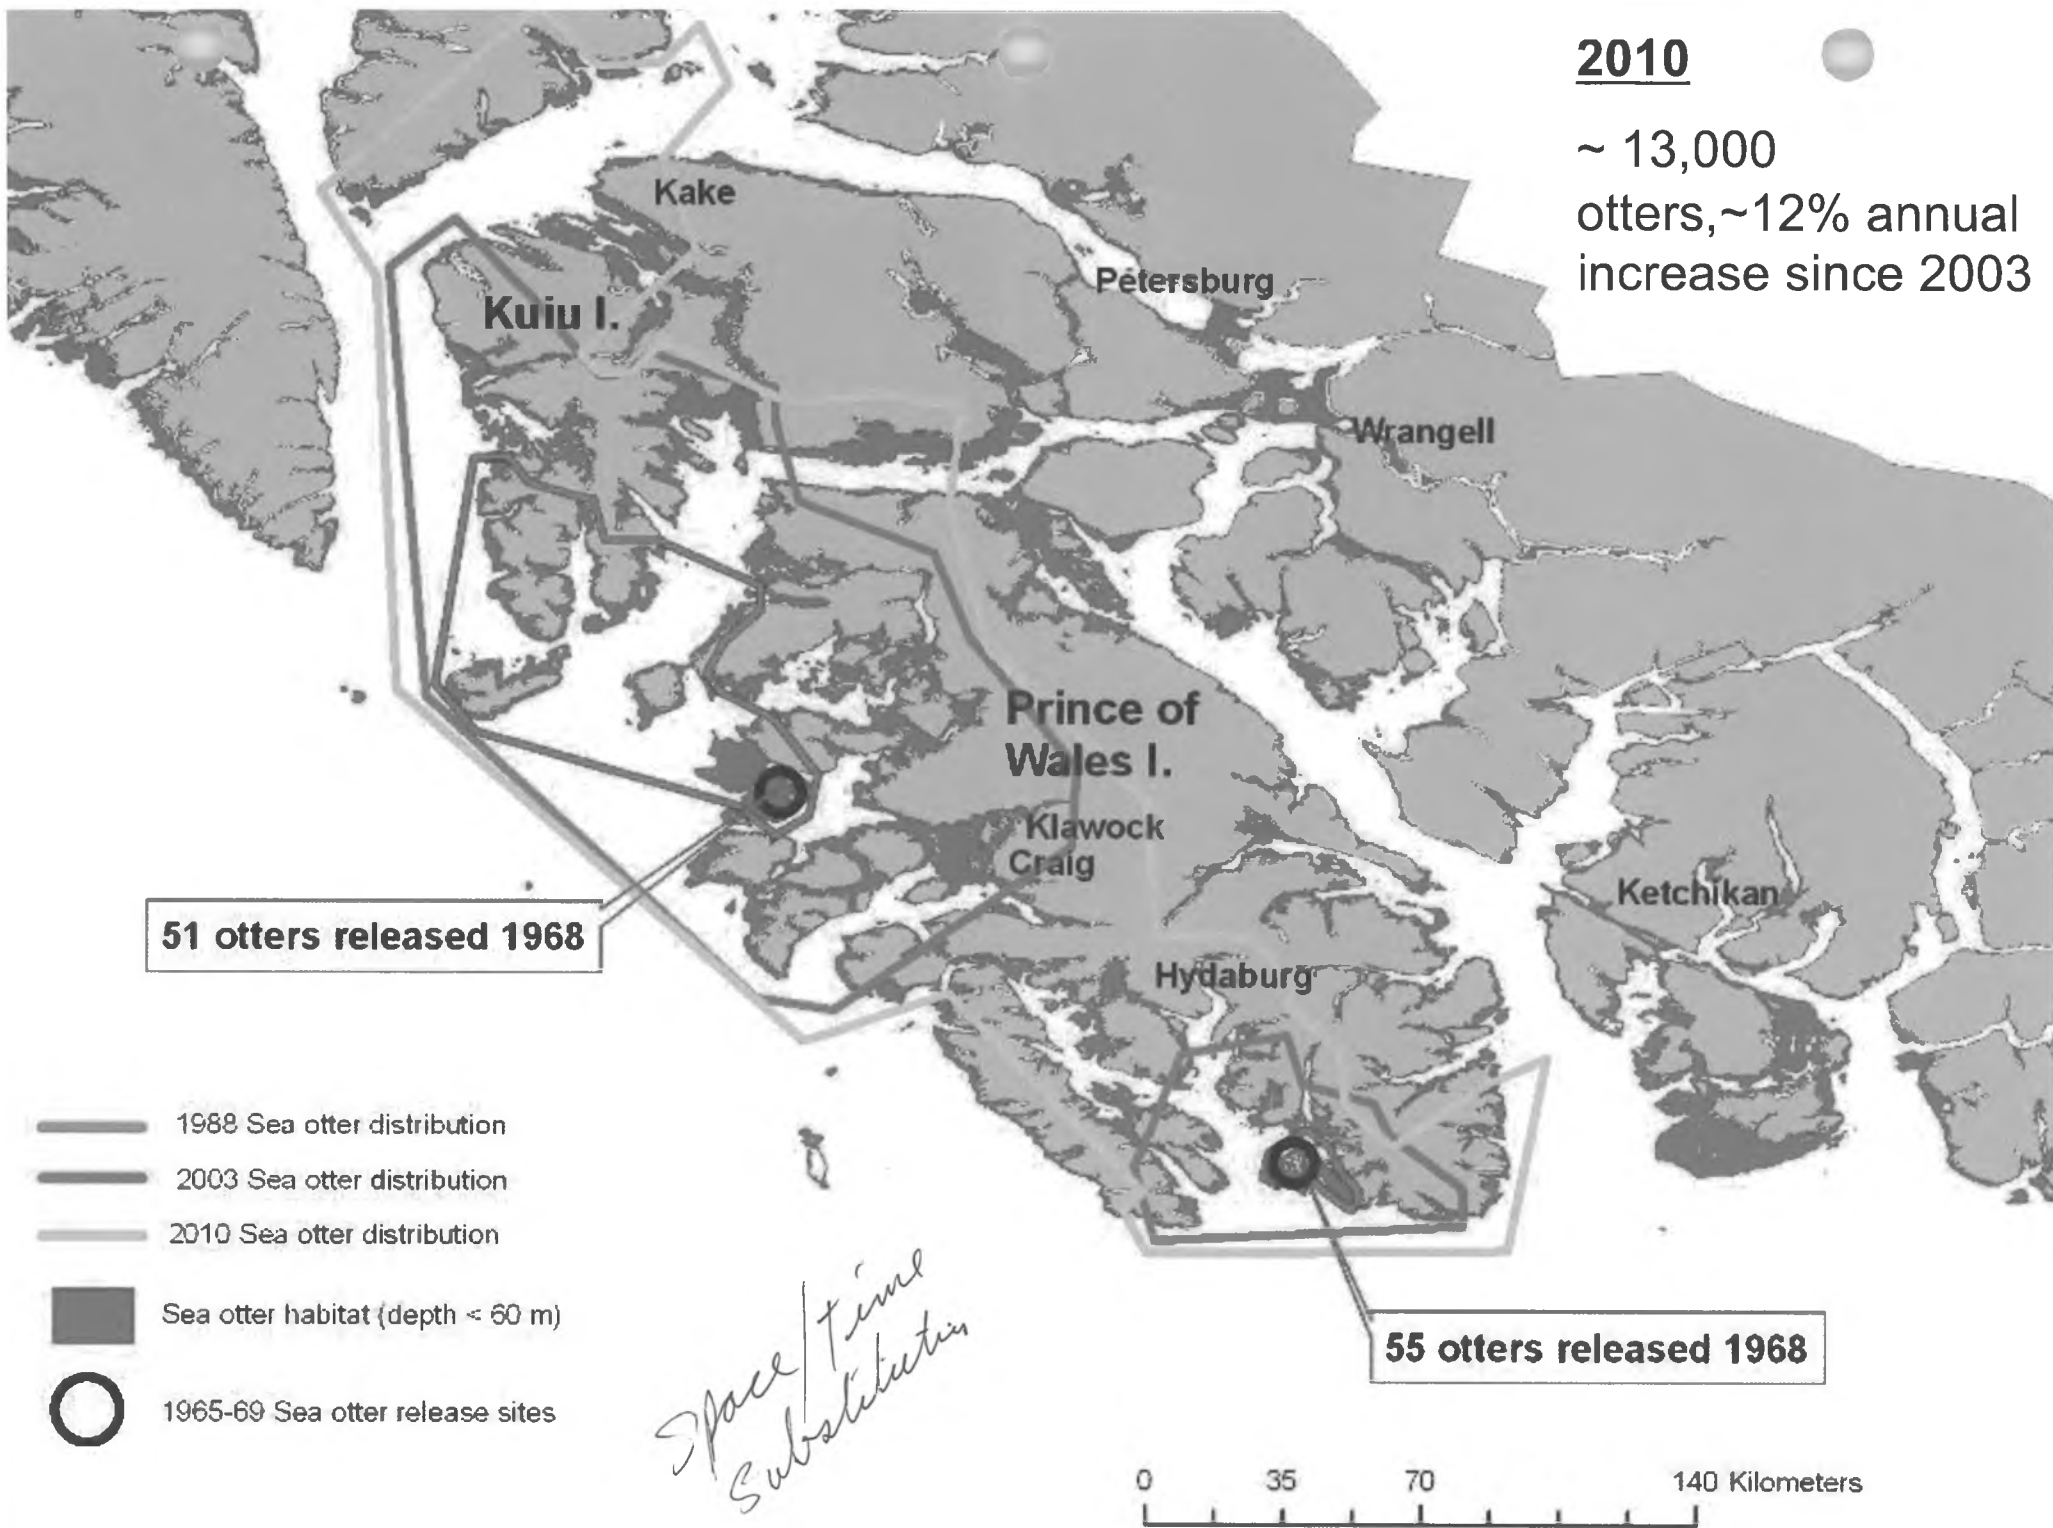 2010
~ 13,000
otters,~12% annual
increase since 2003
Kake
Petersburg
Kuiu I.
Wrangell
Prince of
Wales I.
Klawock
Craig
Ketchikan
51 otters released 1968
Hydaburg
1988 Sea otter distribution
2003 Sea otter distribution
2010 Sea otter distribution
Sea otter habitat (depth < 60 m)
1965-69 Sea otter release sites
Space/time
Substitution
55 otters released 1968
0 35 70 140 Kilometers